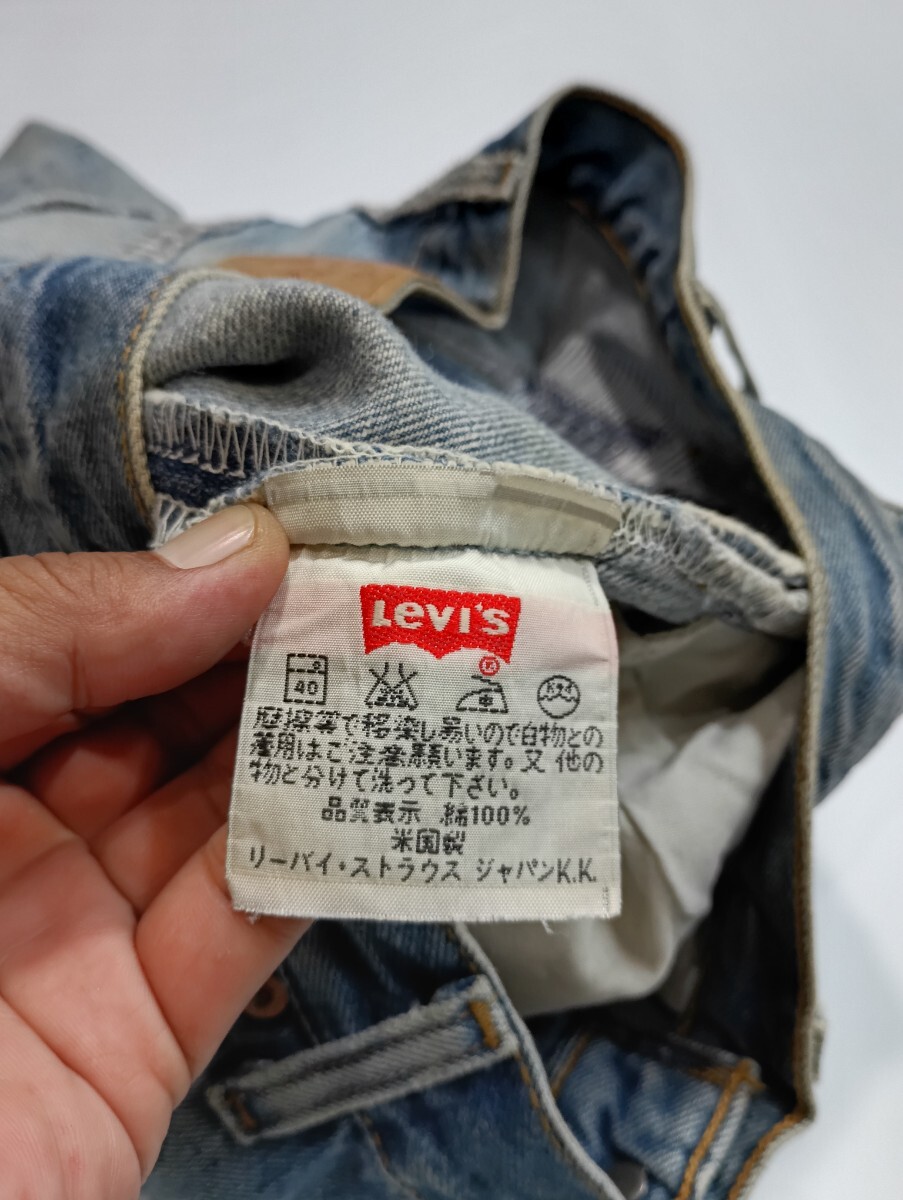 Levi's
R
40
摩擦等で移染し易いので白物との
着用はご注意願います。又 他の
物と分けて洗って下さい。
品質表示 綿100%
米国製
リーバイ・ストラウス ジャパンK.K.